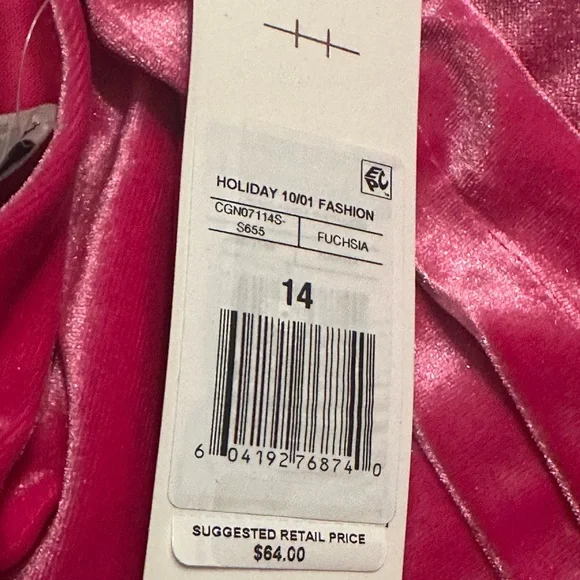 EPC
HOLIDAY 10/01 FASHION
CGN07114S-
S655
FUCHSIA
14
6 04192 76874 0
SUGGESTED RETAIL PRICE
$64.00